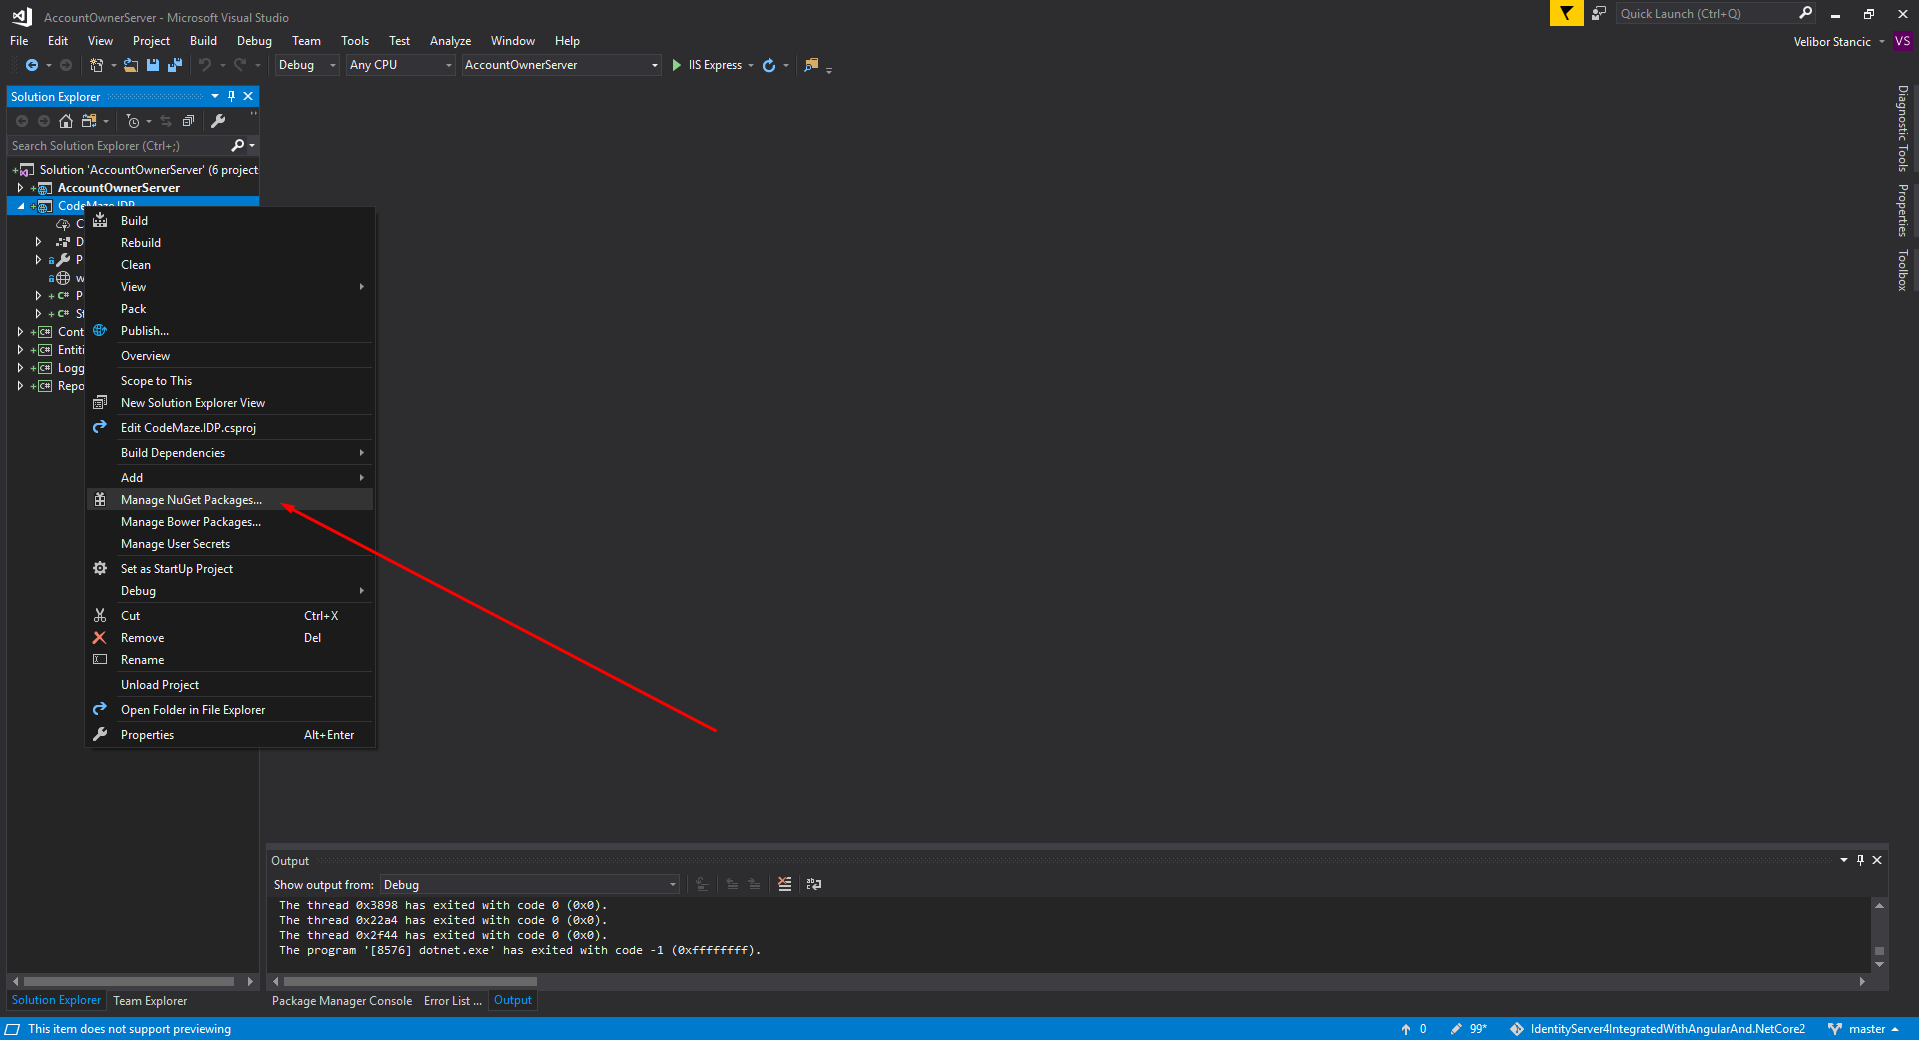 AccountOwnerServer - Microsoft Visual Studio
Quick Launch (Ctrl+Q)
File Edit View Project Build Debug Team Tools Test Analyze Window Help
Velibor Stancic VS
Debug Any CPU AccountOwnerServer IIS Express
Solution Explorer
Search Solution Explorer (Ctrl+;)
Solution 'AccountOwnerServer' (6 project
AccountOwnerServer
CodeMaze.IDP
C
D
P
w
P
St
Cont
Entiti
Logg
Repo
Build
Rebuild
Clean
View
Pack
Publish...
Overview
Scope to This
New Solution Explorer View
Edit CodeMaze.IDP.csproj
Build Dependencies
Add
Manage NuGet Packages...
Manage Bower Packages...
Manage User Secrets
Set as StartUp Project
Debug
Cut Ctrl+X
Remove Del
Rename
Unload Project
Open Folder in File Explorer
Properties Alt+Enter
Diagnostic Tools
Properties
Toolbox
Output
Show output from: Debug
The thread 0x3898 has exited with code 0 (0x0).
The thread 0x22a4 has exited with code 0 (0x0).
The thread 0x2f44 has exited with code 0 (0x0).
The program '[8576] dotnet.exe' has exited with code -1 (0xffffffff).
Solution Explorer Team Explorer
Package Manager Console Error List ... Output
This item does not support previewing
0 99* IdentityServer4IntegratedWithAngularAnd.NetCore2 master